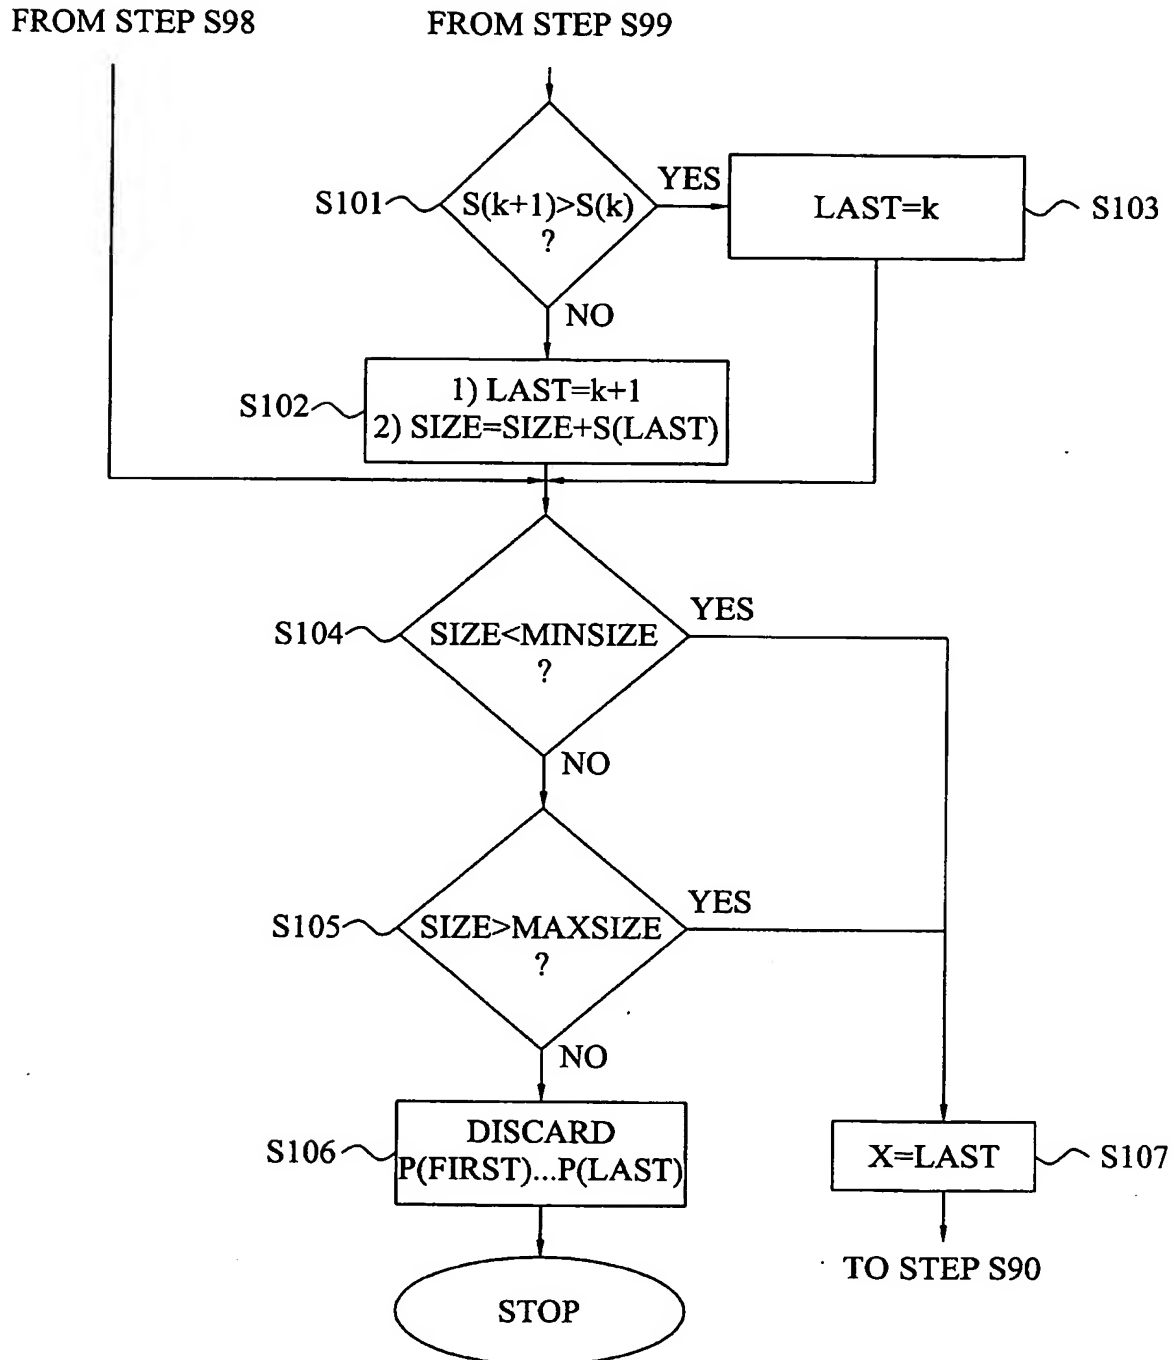 FROM STEP S98
FROM STEP S99
S101
S(k+1)>S(k)
?
YES
LAST=k
S103
NO
S102
1) LAST=k+1
2) SIZE=SIZE+S(LAST)
S104
SIZE<MINSIZE
?
YES
NO
S105
SIZE>MAXSIZE
?
YES
NO
S106
DISCARD
P(FIRST)...P(LAST)
X=LAST
S107
TO STEP S90
STOP